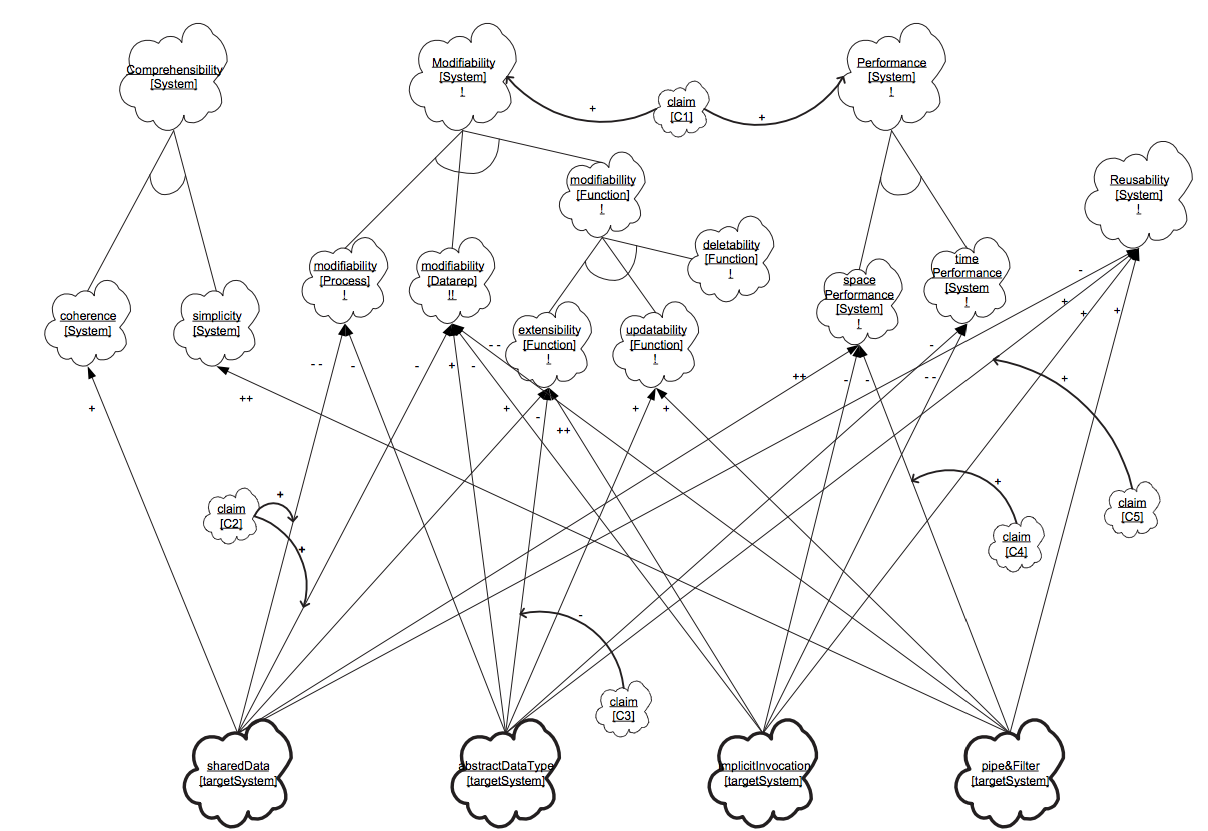 Comprehensibility
[System]
Modifiability
[System]
!
Performance
[System]
!
claim
[C1]
+
+
modifiability
[Function]
!
Reusability
[System]
!
deletability
[Function]
!
modifiability
[Process]
!
modifiability
[Datarep]
!!
space
Performance
[System]
!
time
Performance
[System
!
coherence
[System]
simplicity
[System]
extensibility
[Function]
!
updatability
[Function]
!
-
+
+
+
- -
-
-
+
-
- -
-
++
-
-
- -
+
+
++
+
-
++
+
+
claim
[C2]
+
+
claim
[C3]
-
claim
[C4]
+
claim
[C5]
sharedData
[targetSystem]
abstractDataType
[targetSystem]
mplicitInvocation
[targetSystem]
pipe&Filter
[targetSystem]